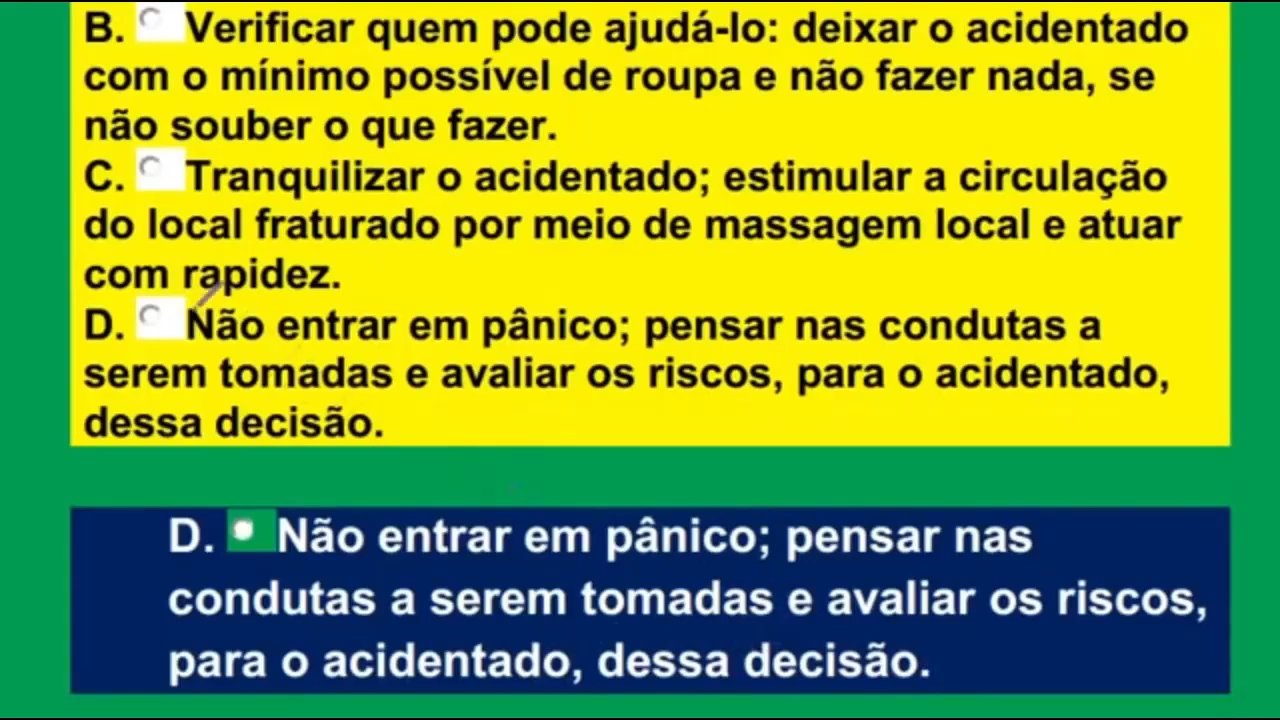 B. Verificar quem pode ajudá-lo: deixar o acidentado
com o mínimo possível de roupa e não fazer nada, se
não souber o que fazer.
C. Tranquilizar o acidentado; estimular a circulação
do local fraturado por meio de massagem local e atuar
com rapidez.
D. Não entrar em pânico; pensar nas condutas a
serem tomadas e avaliar os riscos, para o acidentado,
dessa decisão.
D. Não entrar em pânico; pensar nas
condutas a serem tomadas e avaliar os riscos,
para o acidentado, dessa decisão.